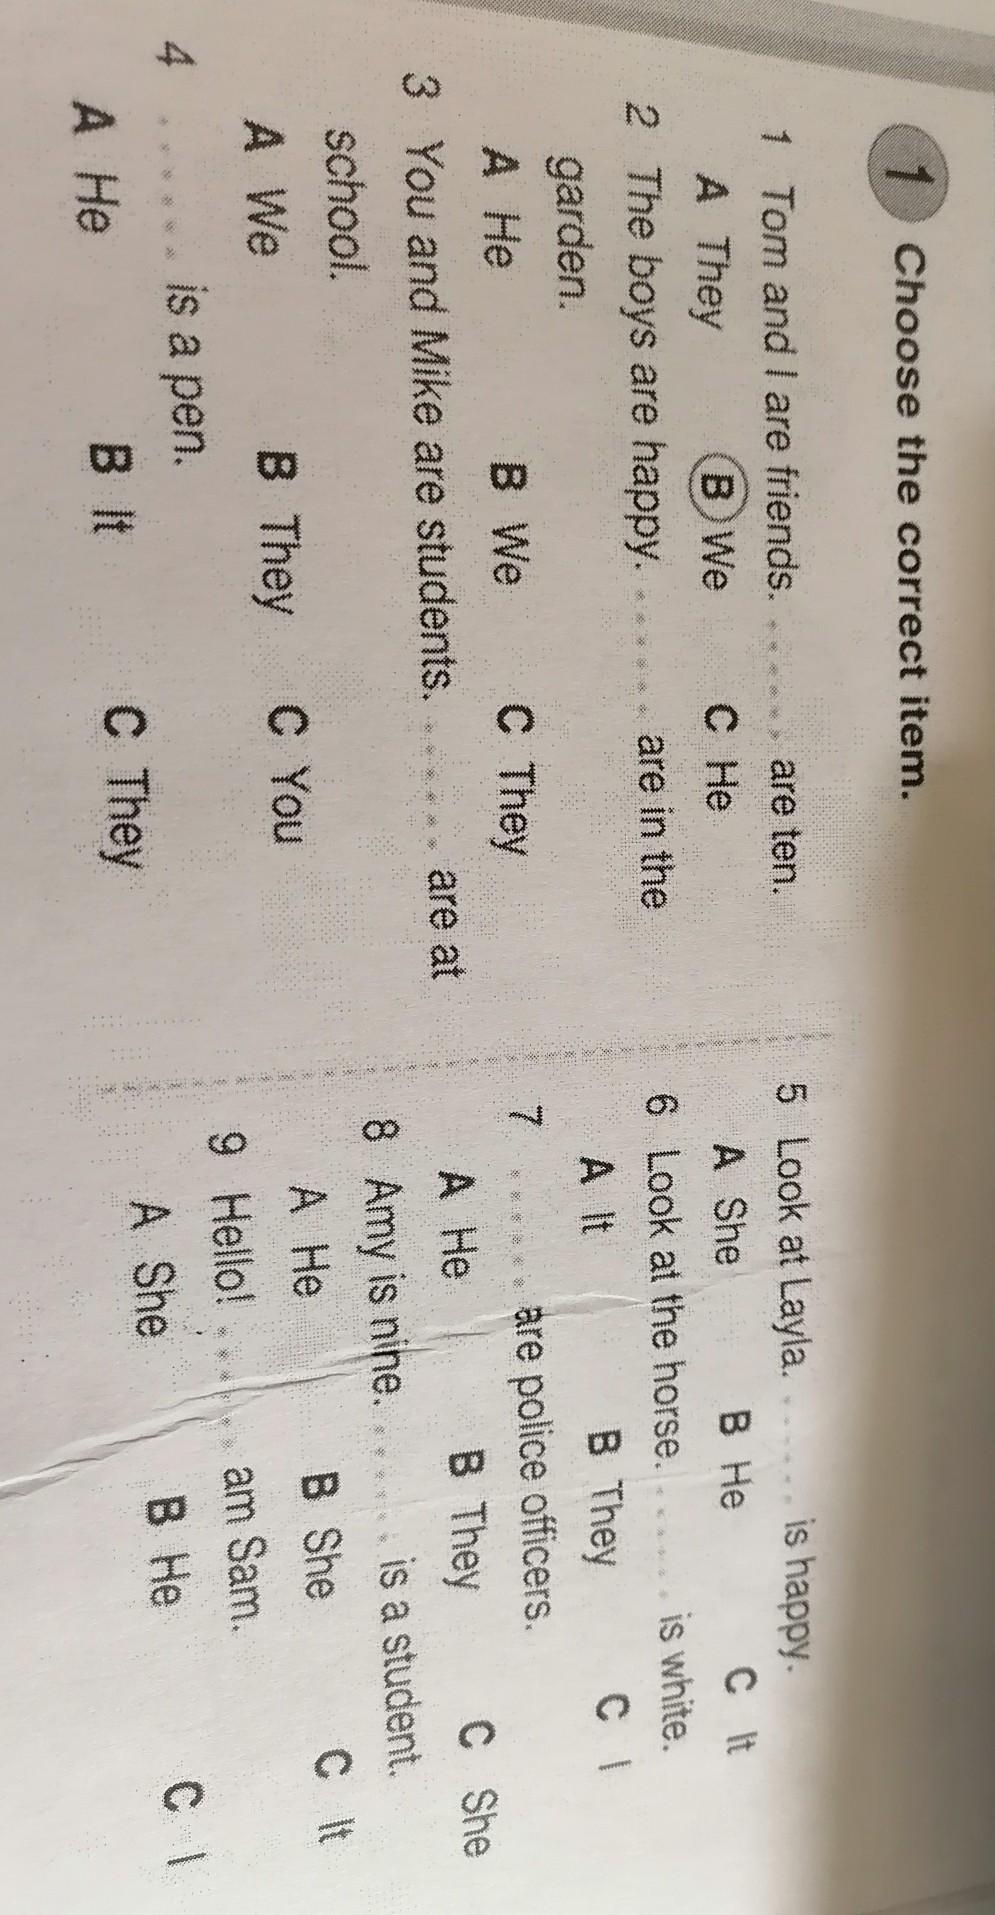 1 Choose the correct item.
1 Tom and I are friends. ...... are ten.
A They B We C He
2 The boys are happy. ...... are in the
garden.
A He B We C They
3 You and Mike are students. ...... are at
school.
A We B They C You
4 ...... is a pen.
A He B It C They
5 Look at Layla. ...... is happy.
A She B He C It
6 Look at the horse. ...... is white.
A It B They C I
7 ...... are police officers.
A He B They C She
8 Amy is nine. ...... is a student.
A He B She C It
9 Hello! ...... am Sam.
A She B He C I